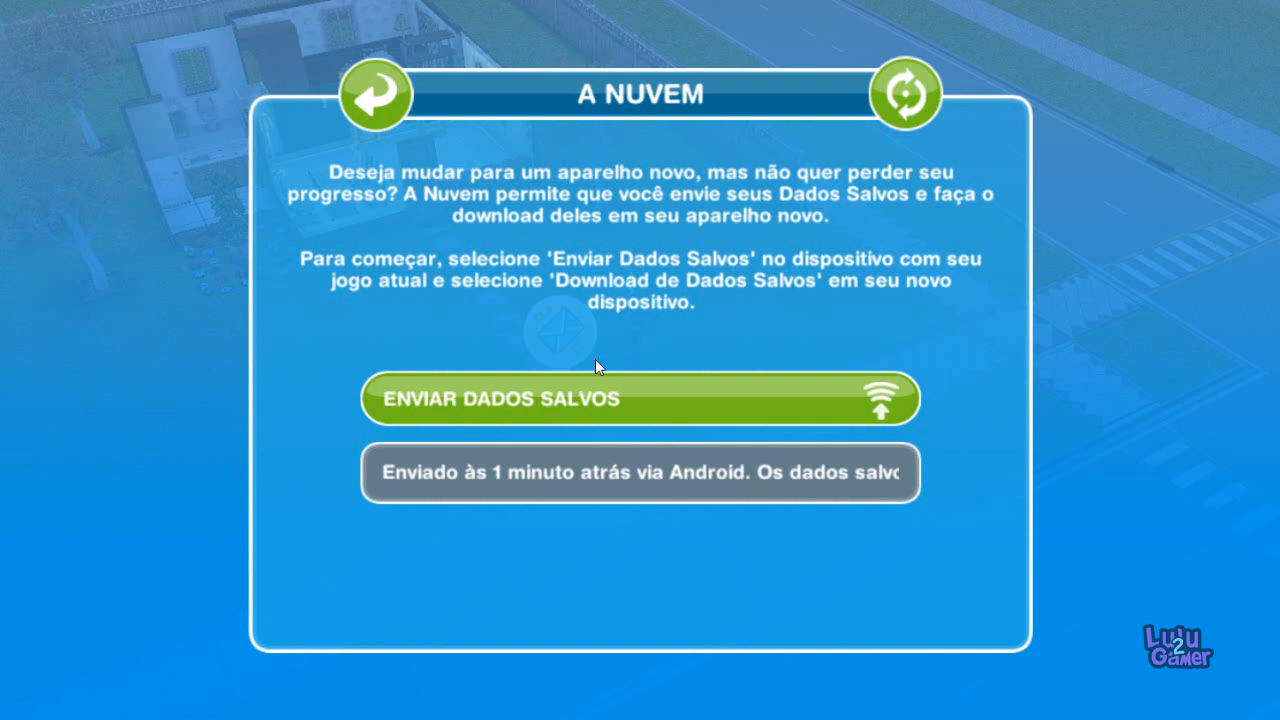 A NUVEM
Deseja mudar para um aparelho novo, mas não quer perder seu
progresso? A Nuvem permite que você envie seus Dados Salvos e faça o
download deles em seu aparelho novo.
Para começar, selecione 'Enviar Dados Salvos' no dispositivo com seu
jogo atual e selecione 'Download de Dados Salvos' em seu novo
dispositivo.
ENVIAR DADOS SALVOS
Enviado às 1 minuto atrás via Android. Os dados salvo
Lulu
2
Gamer